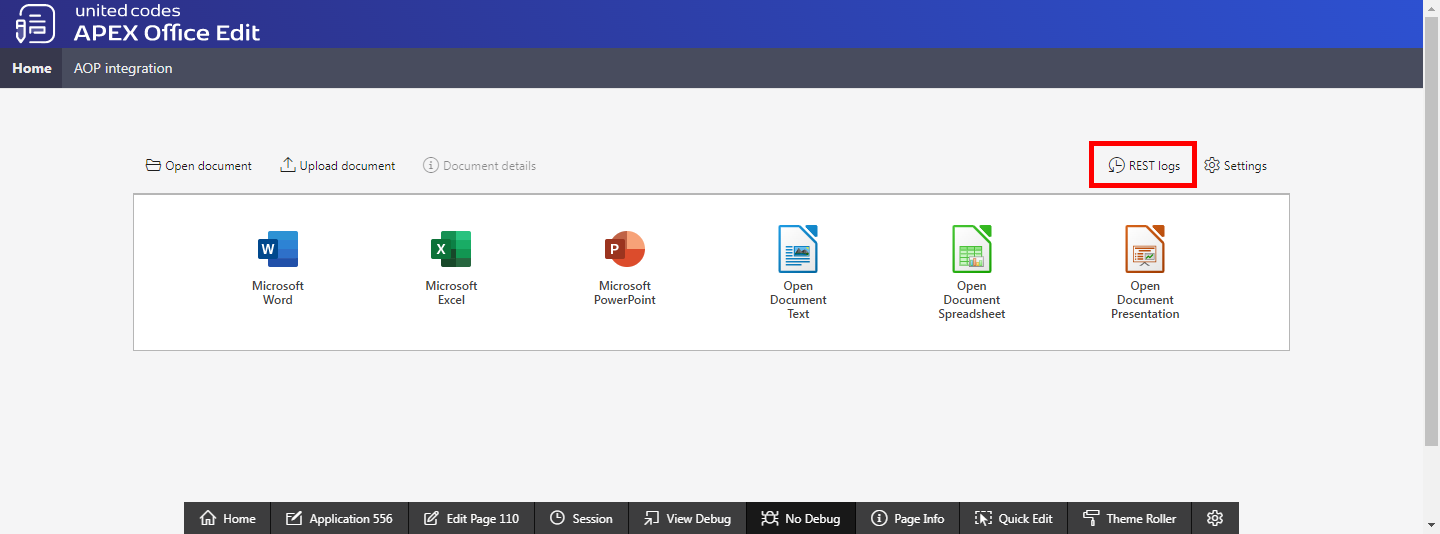 united codes
APEX Office Edit
Home AOP integration
Open document Upload document Document details REST logs Settings
W
X
P
Microsoft
Word
Microsoft
Excel
Microsoft
PowerPoint
Open
Document
Text
Open
Document
Spreadsheet
Open
Document
Presentation
Home Application 556 Edit Page 110 Session View Debug No Debug Page Info Quick Edit Theme Roller